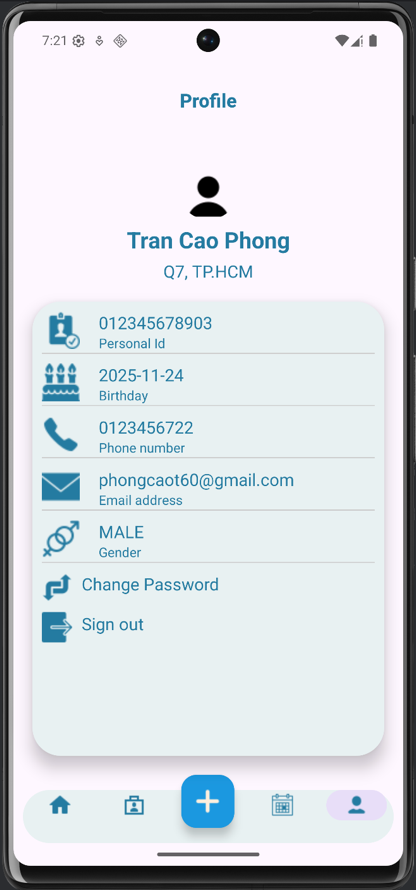 7:21
Profile
Tran Cao Phong
Q7, TP.HCM
012345678903
Personal Id
2025-11-24
Birthday
0123456722
Phone number
phongcaot60@gmail.com
Email address
MALE
Gender
Change Password
Sign out